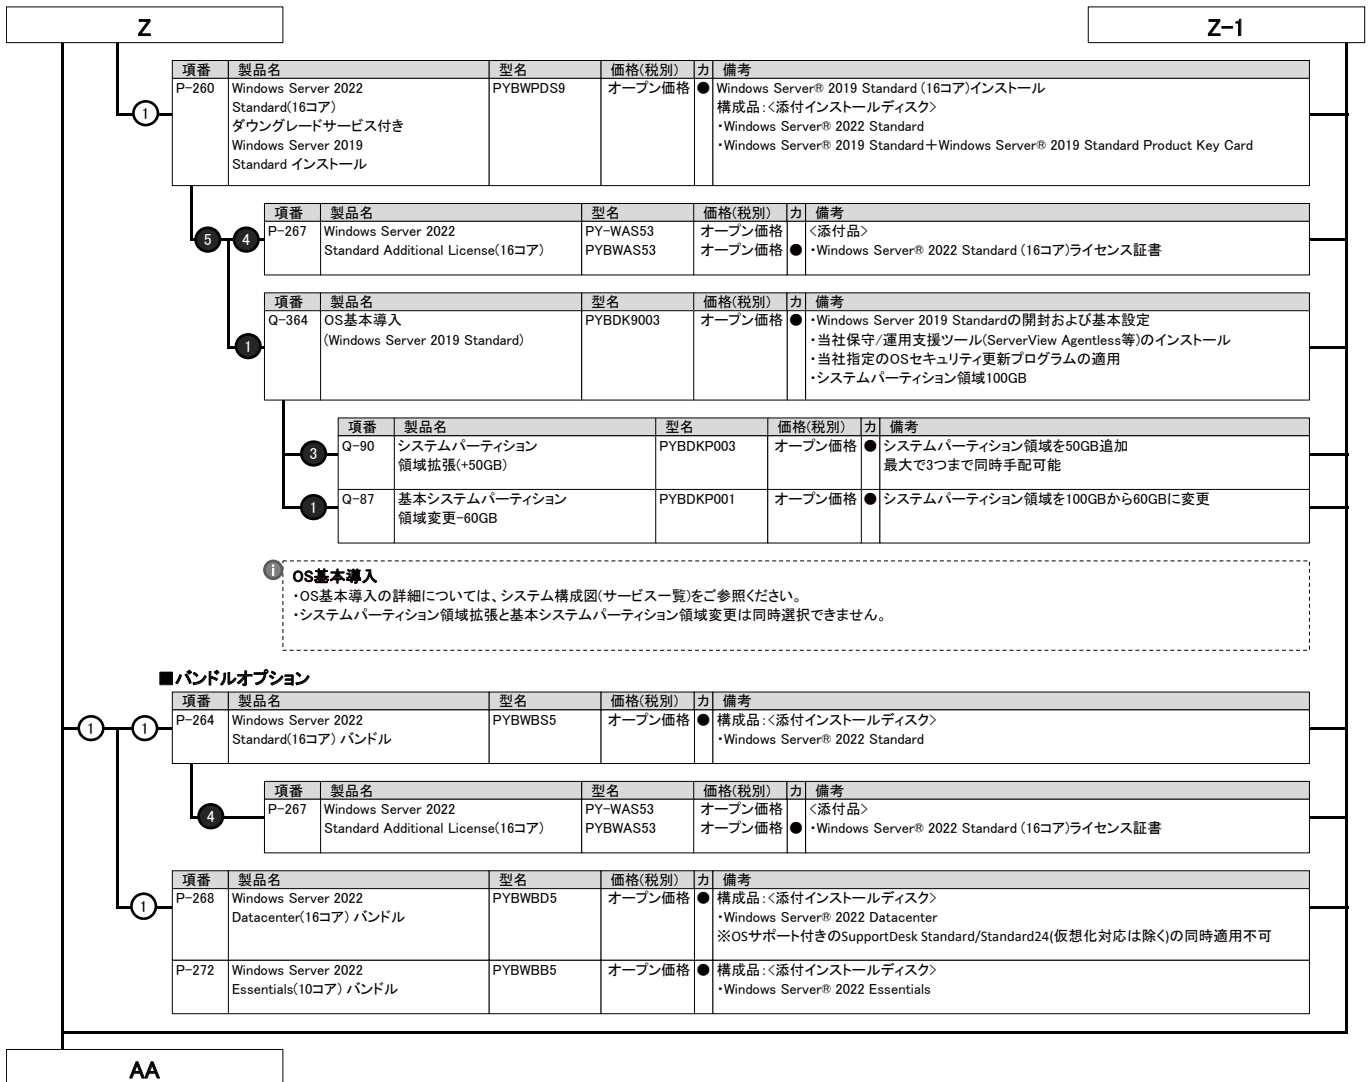 Z
Z-1
項番 製品名 型名 価格(税別) カ 備考
P-260 Windows Server 2022 PYBWPDS9 オープン価格 ● Windows Server® 2019 Standard (16コア)インストール
Standard(16コア) 構成品:<添付インストールディスク>
ダウングレードサービス付き ・Windows Server® 2022 Standard
Windows Server 2019 ・Windows Server® 2019 Standard+Windows Server® 2019 Standard Product Key Card
Standard インストール
1
項番 製品名 型名 価格(税別) カ 備考
5 4 P-267 Windows Server 2022 PY-WAS53 オープン価格 <添付品>
Standard Additional License(16コア) PYBWAS53 オープン価格 ● ・Windows Server® 2022 Standard (16コア)ライセンス証書
項番 製品名 型名 価格(税別) カ 備考
Q-364 OS基本導入 PYBDK9003 オープン価格 ● ・Windows Server 2019 Standardの開封および基本設定
(Windows Server 2019 Standard) ・当社保守/運用支援ツール(ServerView Agentless等)のインストール
1 ・当社指定のOSセキュリティ更新プログラムの適用
・システムパーティション領域100GB
項番 製品名 型名 価格(税別) カ 備考
3 Q-90 システムパーティション PYBDKP003 オープン価格 ● システムパーティション領域を50GB追加
領域拡張(+50GB) 最大で3つまで同時手配可能
1 Q-87 基本システムパーティション PYBDKP001 オープン価格 ● システムパーティション領域を100GBから60GBに変更
領域変更-60GB
i OS基本導入
・OS基本導入の詳細については、システム構成図(サービス一覧)をご参照ください。
・システムパーティション領域拡張と基本システムパーティション領域変更は同時選択できません。
■バンドルオプション
項番 製品名 型名 価格(税別) カ 備考
1 1 P-264 Windows Server 2022 PYBWBS5 オープン価格 ● 構成品:<添付インストールディスク>
Standard(16コア) バンドル ・Windows Server® 2022 Standard
項番 製品名 型名 価格(税別) カ 備考
4 P-267 Windows Server 2022 PY-WAS53 オープン価格 <添付品>
Standard Additional License(16コア) PYBWAS53 オープン価格 ● ・Windows Server® 2022 Standard (16コア)ライセンス証書
項番 製品名 型名 価格(税別) カ 備考
1 P-268 Windows Server 2022 PYBWBD5 オープン価格 ● 構成品:<添付インストールディスク>
Datacenter(16コア) バンドル ・Windows Server® 2022 Datacenter
※OSサポート付きのSupportDesk Standard/Standard24(仮想化対応は除く)の同時適用不可
P-272 Windows Server 2022 PYBWBB5 オープン価格 ● 構成品:<添付インストールディスク>
Essentials(10コア) バンドル ・Windows Server® 2022 Essentials
AA